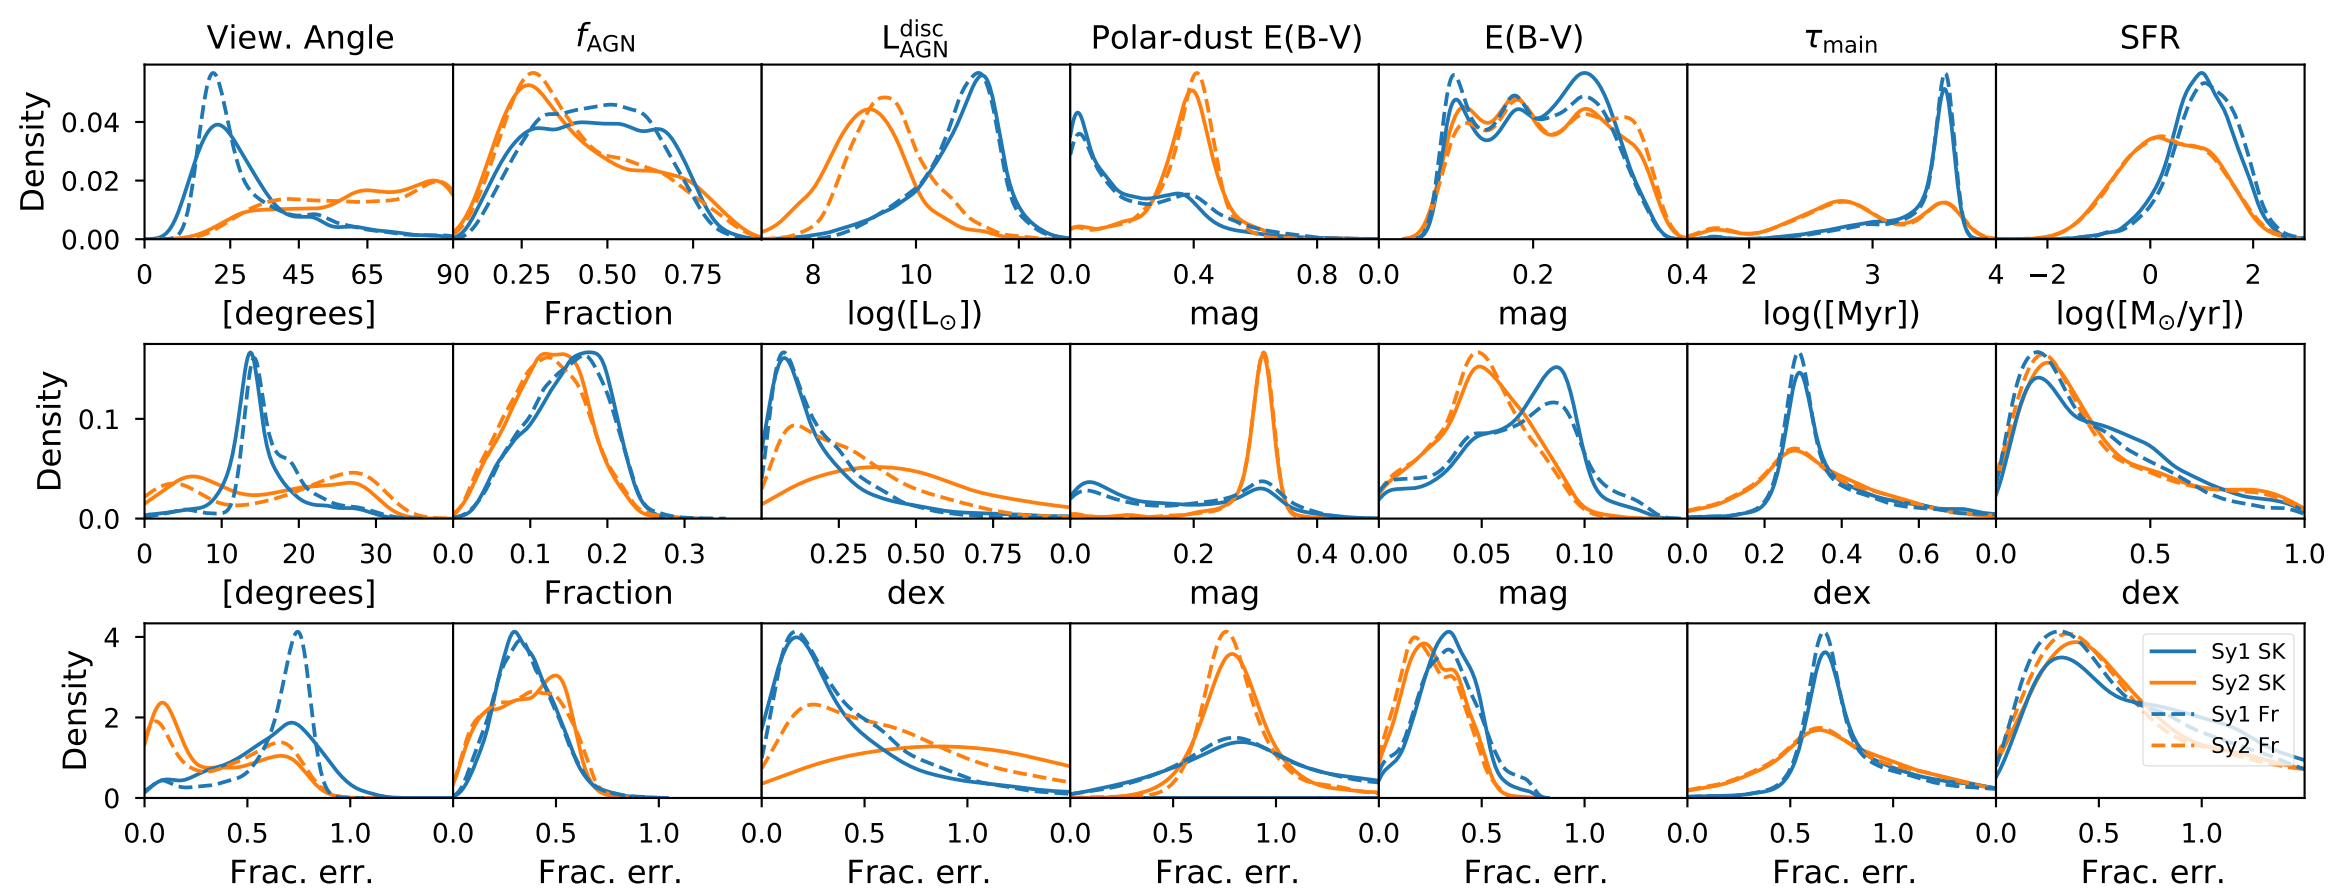 View. Angle f_AGN L_AGN^disc Polar-dust E(B-V) E(B-V) τ_main SFR
Density
0.04
0.02
0.00
0 25 45 65 90 0.25 0.50 0.75 8 10 12 0.0 0.4 0.8 0.0 0.2 0.4 2 3 4 −2 0 2
[degrees] Fraction log([L⊙]) mag mag log([Myr]) log([M⊙/yr])
Density
0.1
0.0
0 10 20 30 0.0 0.1 0.2 0.3 0.25 0.50 0.75 0.0 0.2 0.4 0.00 0.05 0.10 0.0 0.2 0.4 0.6 0.0 0.5 1.0
[degrees] Fraction dex mag mag dex dex
Density
4
2
0
Sy1 SK
Sy2 SK
Sy1 Fr
Sy2 Fr
0.0 0.5 1.0 0.0 0.5 1.0 0.0 0.5 1.0 0.0 0.5 1.0 0.0 0.5 1.0 0.0 0.5 1.0 0.0 0.5 1.0
Frac. err. Frac. err. Frac. err. Frac. err. Frac. err. Frac. err. Frac. err.